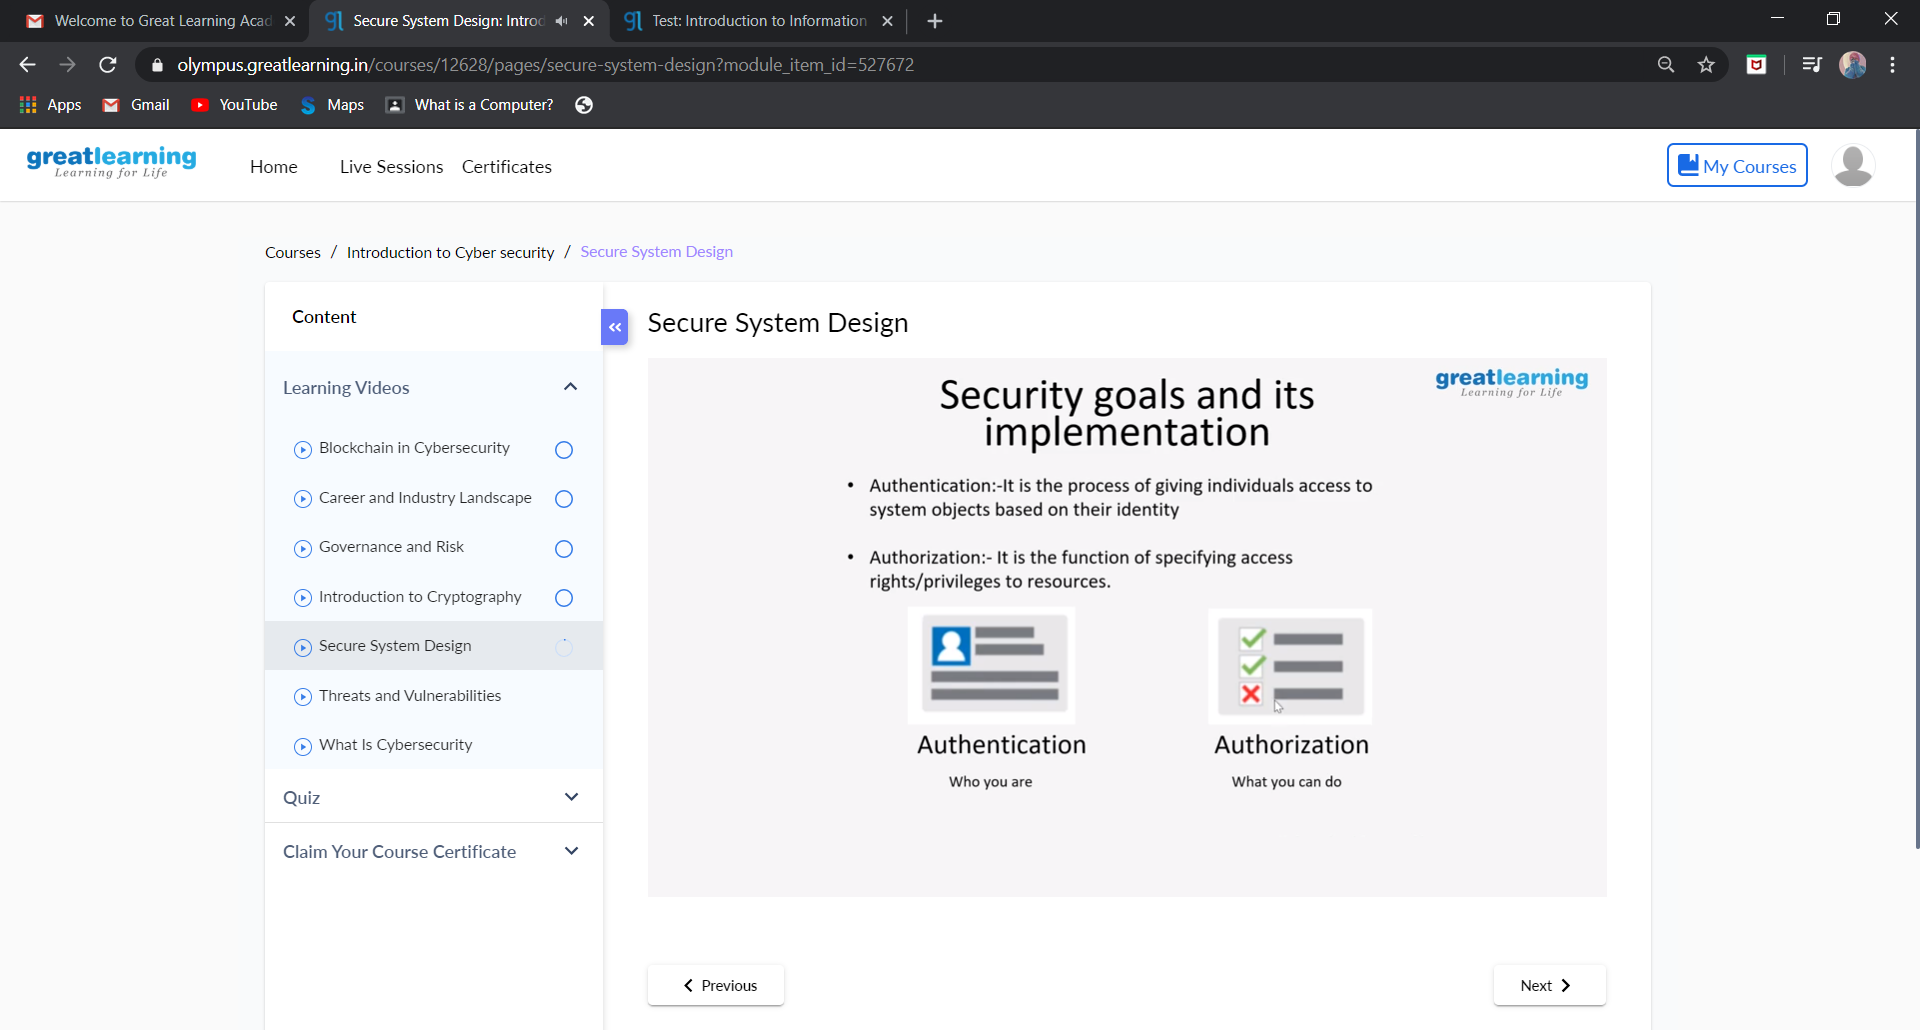 Welcome to Great Learning Acad
Secure System Design: Introd
Test: Introduction to Information
olympus.greatlearning.in/courses/12628/pages/secure-system-design?module_item_id=527672
Apps
Gmail
YouTube
Maps
What is a Computer?
greatlearning
Learning for Life
Home
Live Sessions
Certificates
My Courses
Courses / Introduction to Cyber security / Secure System Design
Content
Learning Videos
Blockchain in Cybersecurity
Career and Industry Landscape
Governance and Risk
Introduction to Cryptography
Secure System Design
Threats and Vulnerabilities
What Is Cybersecurity
Quiz
Claim Your Course Certificate
Secure System Design
greatlearning
Learning for Life
Security goals and its
implementation
• Authentication:-It is the process of giving individuals access to
system objects based on their identity
• Authorization:- It is the function of specifying access
rights/privileges to resources.
Authentication
Who you are
Authorization
What you can do
Previous
Next